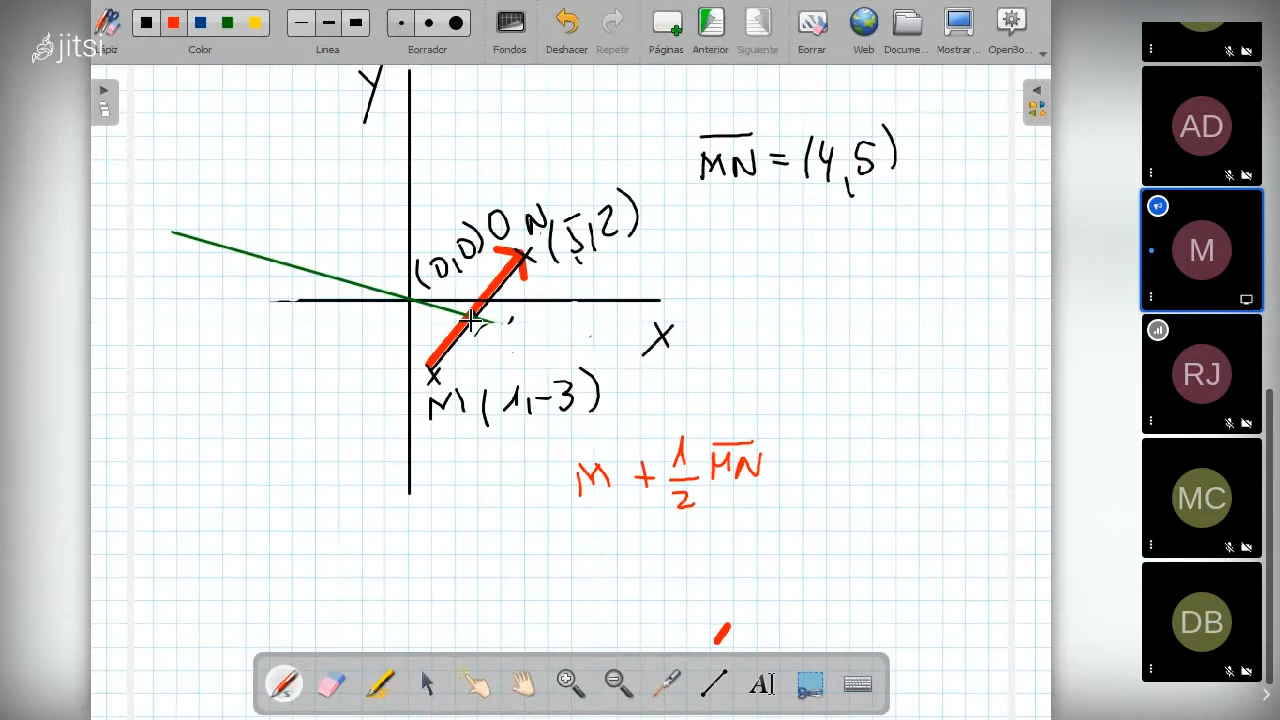 jitsi
Lápiz
Color
Linea
Borrador
Fondos
Deshacer
Repetir
Páginas
Anterior
Siguiente
Borrar
Web
Docume...
Mostrar...
OpenBo...
Y
MN = (4,5)
(0,0) O N (5,2)
X
M (1,-3)
M + 1/2 MN
AD
M
RJ
MC
DB